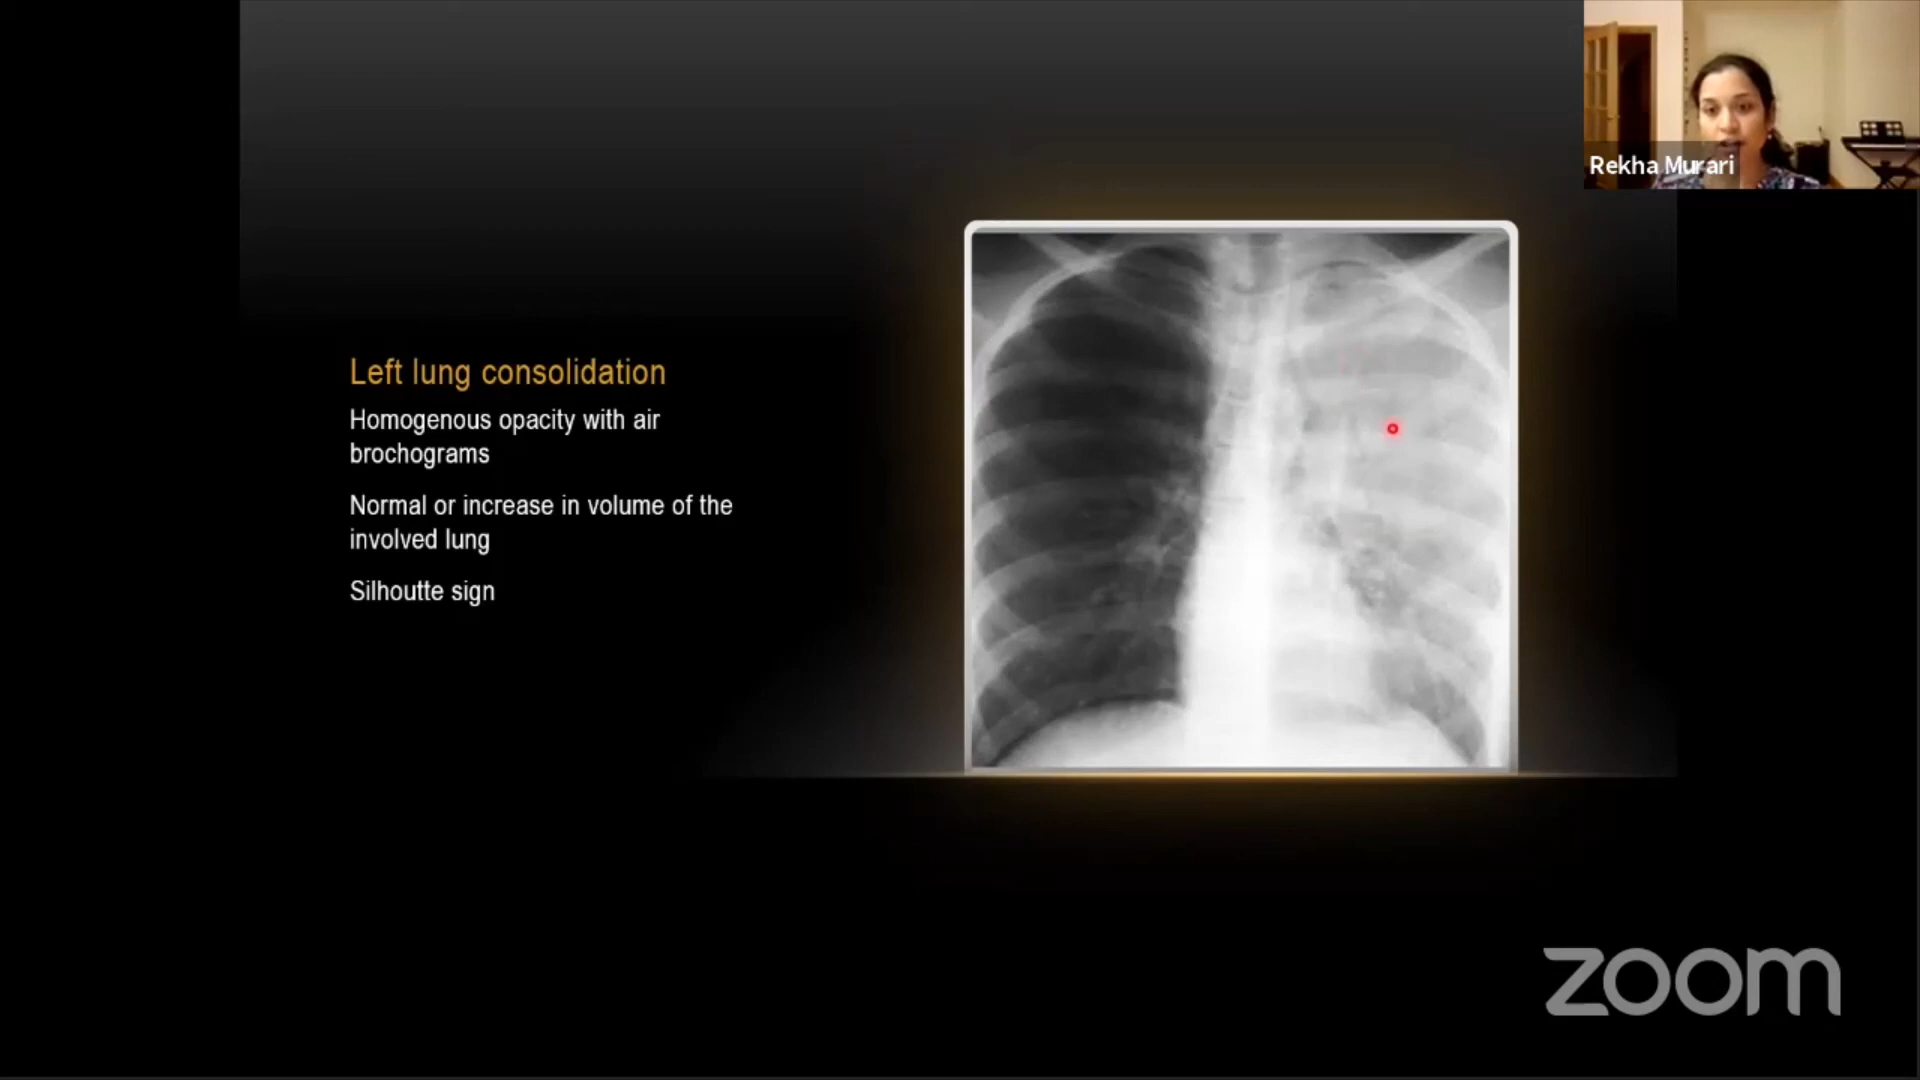 Rekha Murari
Left lung consolidation
Homogenous opacity with air
brochograms
Normal or increase in volume of the
involved lung
Silhoutte sign
zoom